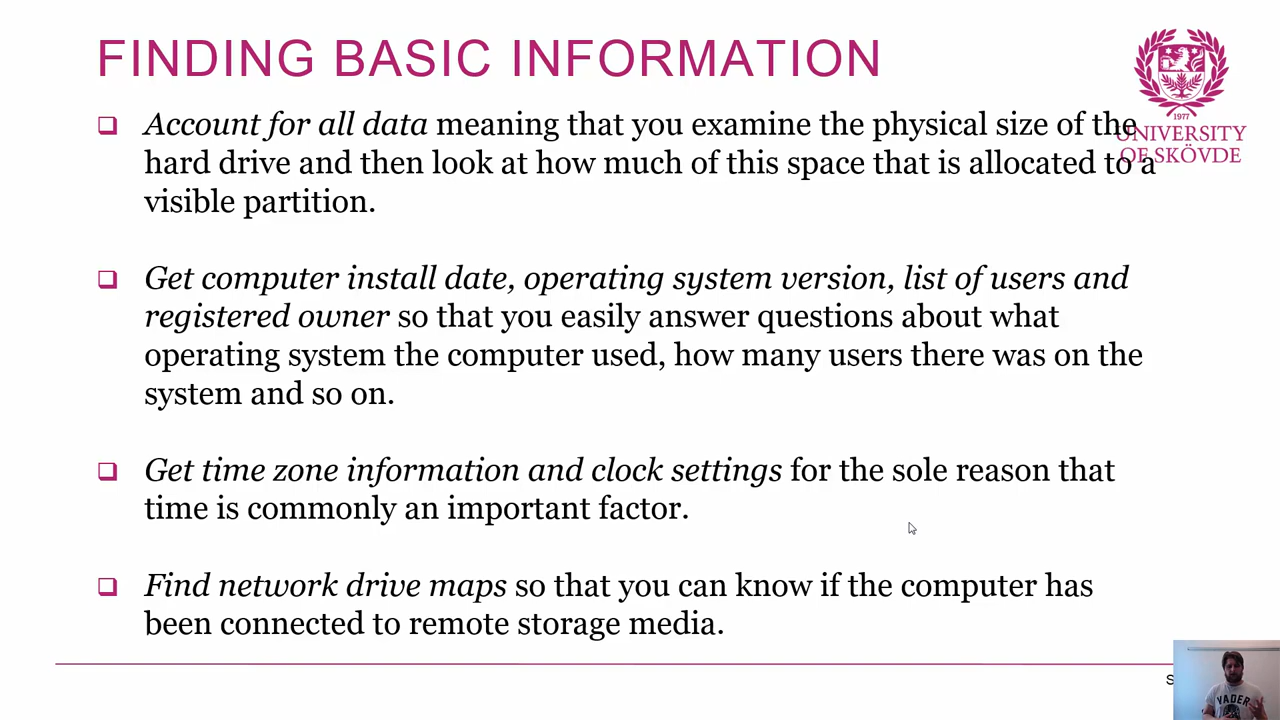 FINDING BASIC INFORMATION
Account for all data meaning that you examine the physical size of the
hard drive and then look at how much of this space that is allocated to a
visible partition.
Get computer install date, operating system version, list of users and
registered owner so that you easily answer questions about what
operating system the computer used, how many users there was on the
system and so on.
Get time zone information and clock settings for the sole reason that
time is commonly an important factor.
Find network drive maps so that you can know if the computer has
been connected to remote storage media.
1977
UNIVERSITY
OF SKÖVDE
S
VADER